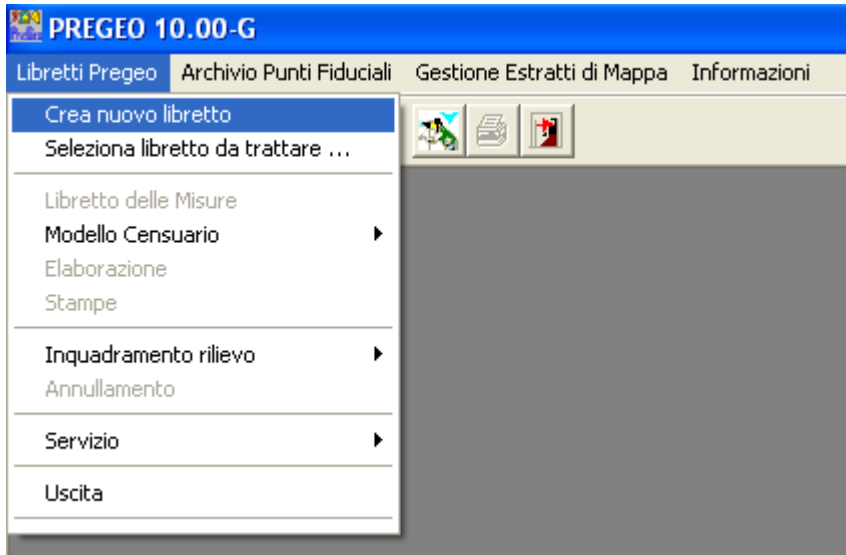 PREGEO 10.00-G
Libretti Pregeo Archivio Punti Fiduciali Gestione Estratti di Mappa Informazioni
Crea nuovo libretto
Seleziona libretto da trattare ...
Libretto delle Misure
Modello Censuario
Elaborazione
Stampe
Inquadramento rilievo
Annullamento
Servizio
Uscita